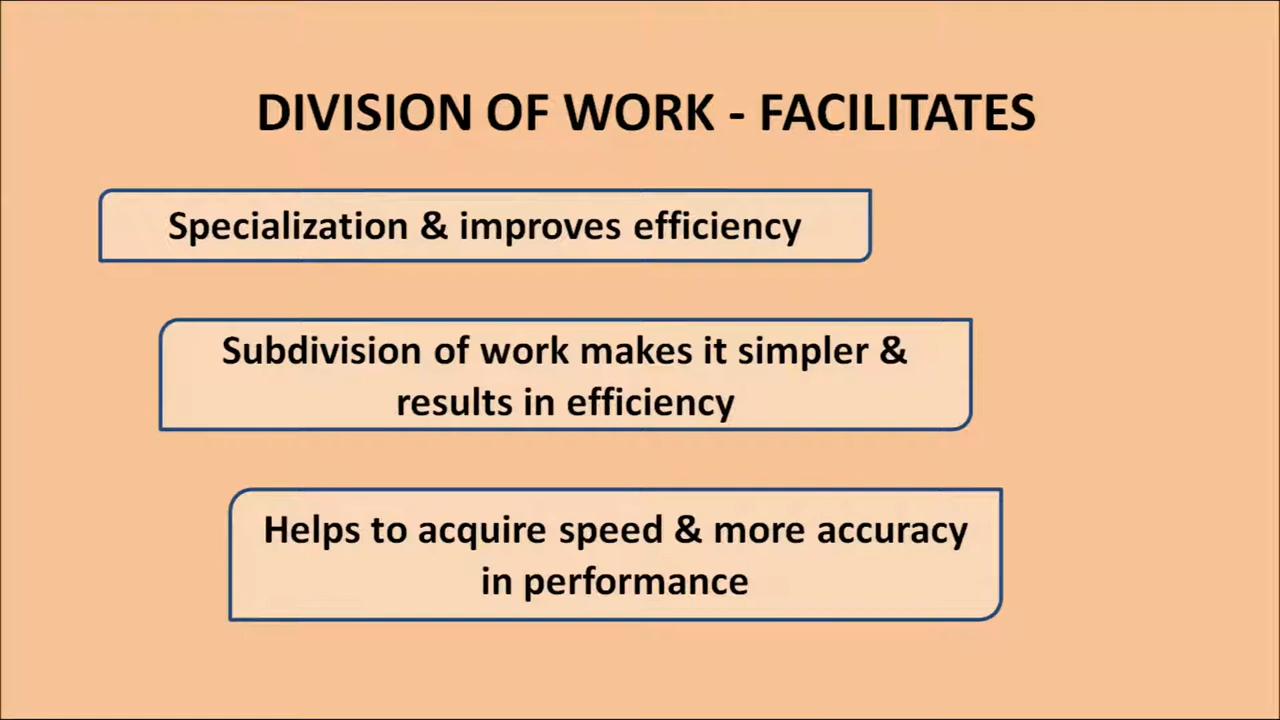 DIVISION OF WORK - FACILITATES
Specialization & improves efficiency
Subdivision of work makes it simpler &
results in efficiency
Helps to acquire speed & more accuracy
in performance